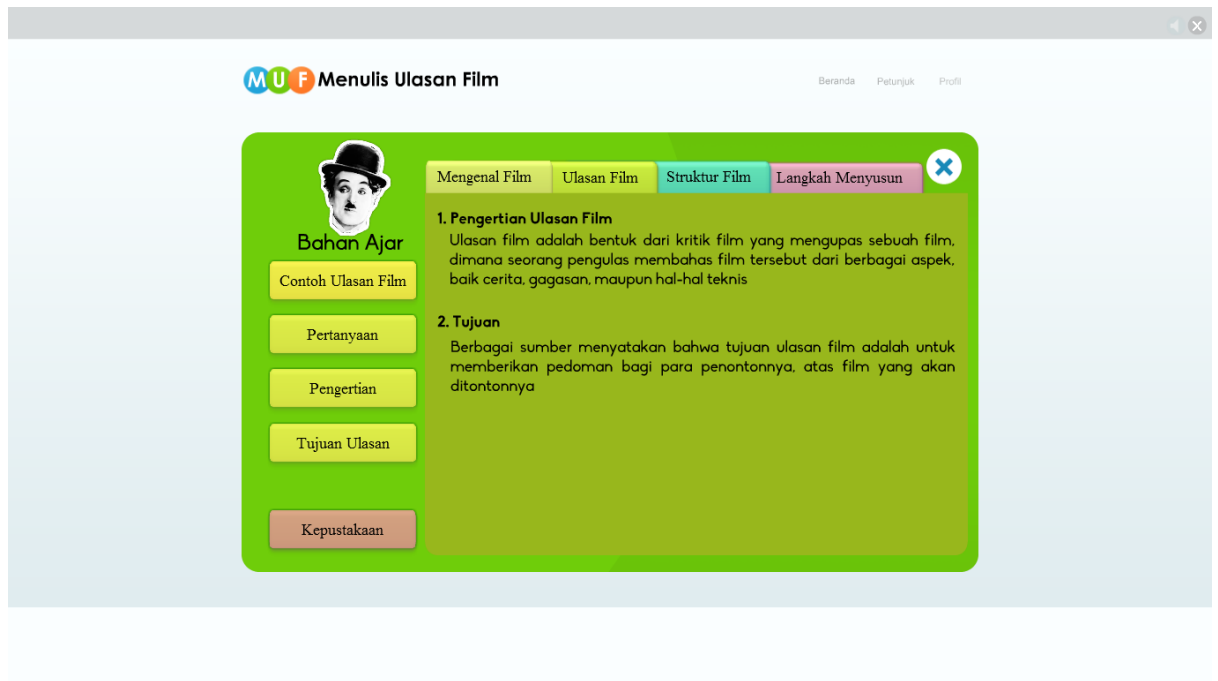 MUF Menulis Ulasan Film
Beranda Petunjuk Profil
Bahan Ajar
Contoh Ulasan Film
Pertanyaan
Pengertian
Tujuan Ulasan
Kepustakaan
Mengenal Film Ulasan Film Struktur Film Langkah Menyusun
1. Pengertian Ulasan Film
Ulasan film adalah bentuk dari kritik film yang mengupas sebuah film,
dimana seorang pengulas membahas film tersebut dari berbagai aspek,
baik cerita, gagasan, maupun hal-hal teknis
2. Tujuan
Berbagai sumber menyatakan bahwa tujuan ulasan film adalah untuk
memberikan pedoman bagi para penontonnya, atas film yang akan
ditontonnya